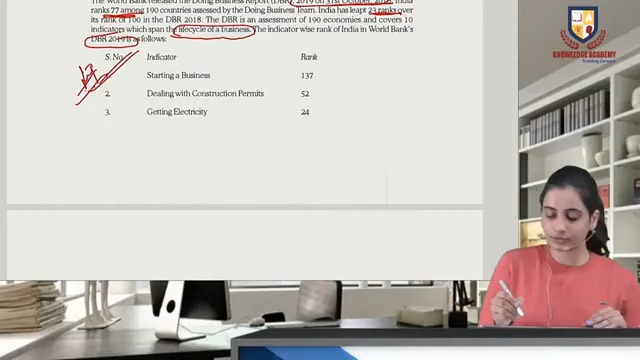 The World Bank released the Doing Business Report (DBR), 2019 on 31st October, 2018. India
ranks 77 among 190 countries assessed by the Doing Business Team. India has leapt 23 ranks over
its rank of 100 in the DBR 2018. The DBR is an assessment of 190 economies and covers 10
indicators which span the lifecycle of a business. The indicator wise rank of India in World Bank's
DBR 2019 is as follows:
S. No. Indicator Rank
Starting a Business 137
2. Dealing with Construction Permits 52
3. Getting Electricity 24
KNOWLEDGE ACADEMY
Building Careers